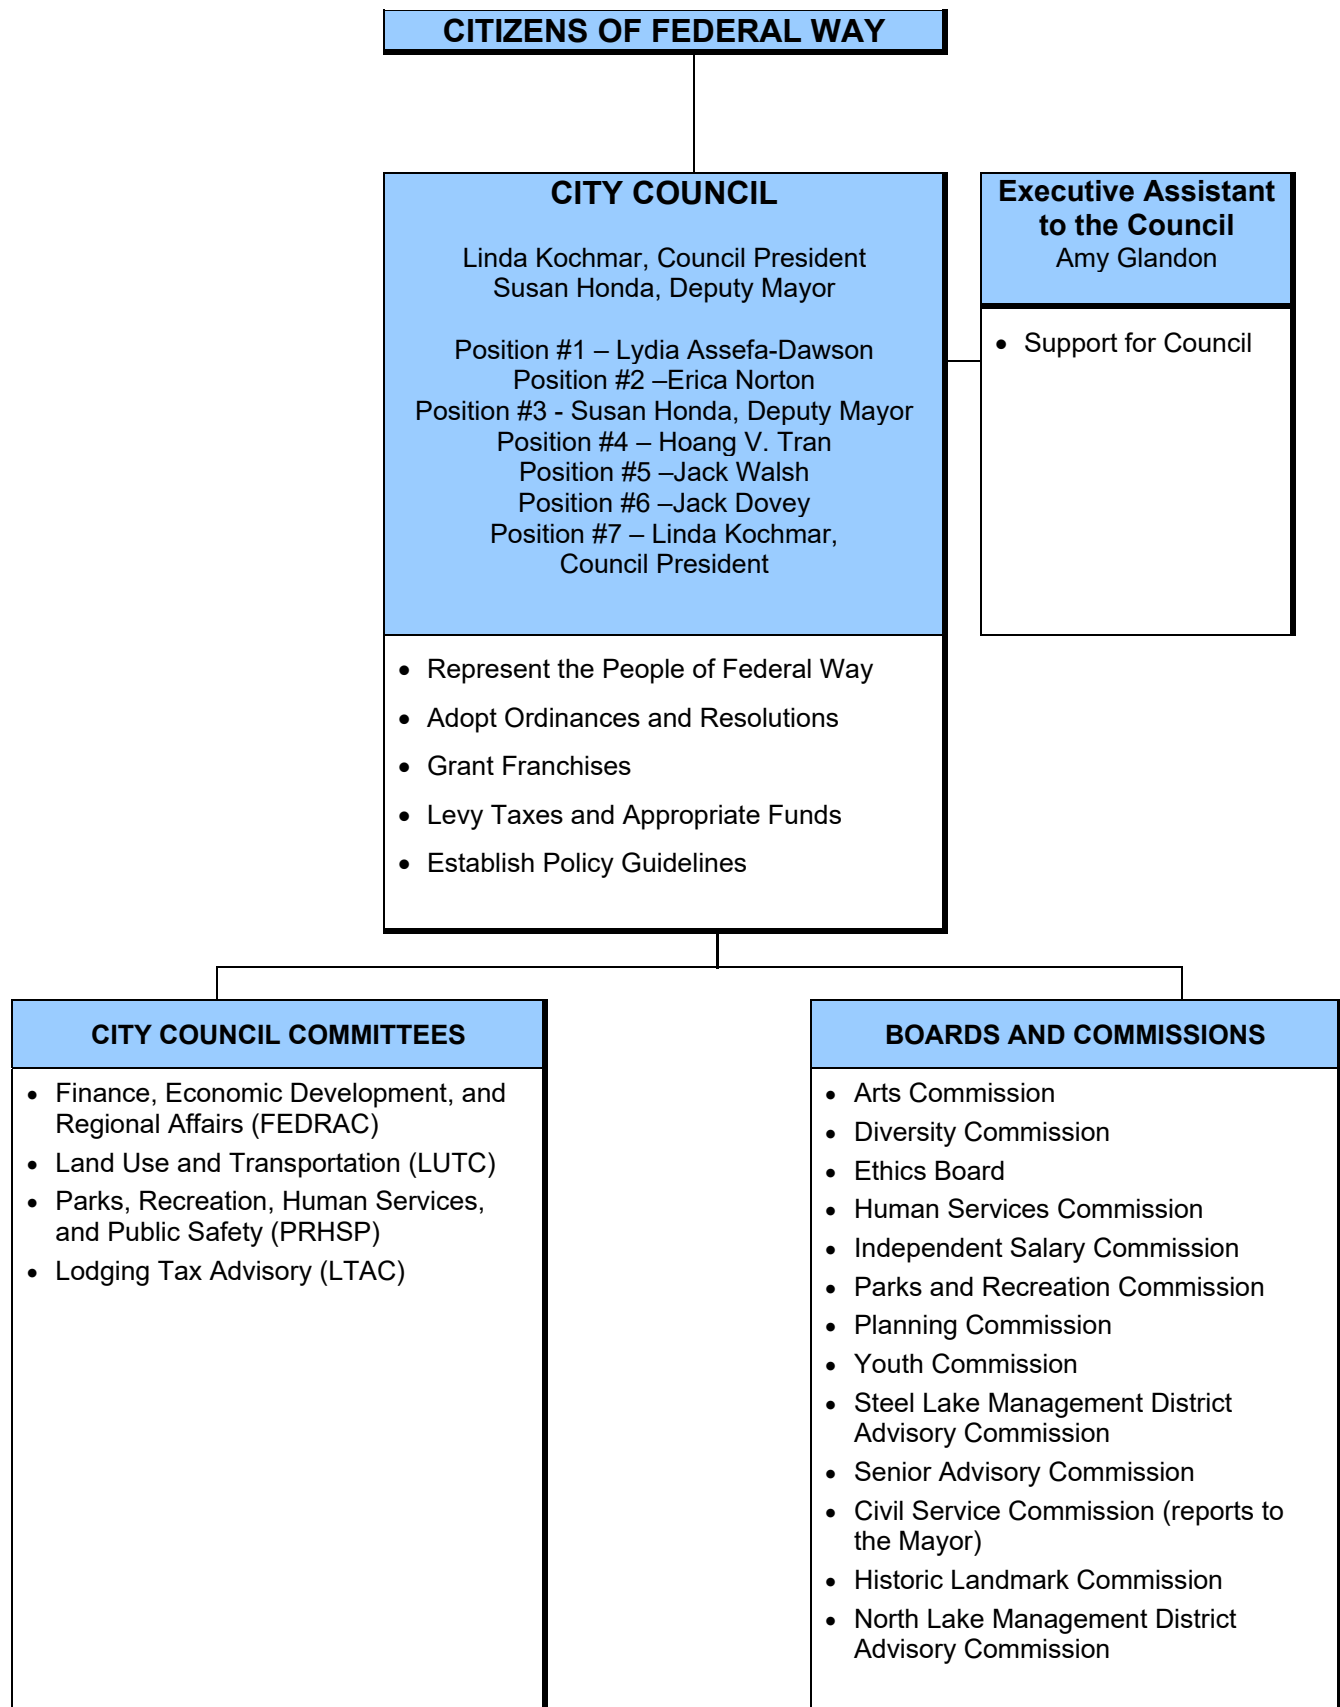 CITIZENS OF FEDERAL WAY
CITY COUNCIL
Linda Kochmar, Council President
Susan Honda, Deputy Mayor
Position #1 – Lydia Assefa-Dawson
Position #2 –Erica Norton
Position #3 - Susan Honda, Deputy Mayor
Position #4 – Hoang V. Tran
Position #5 –Jack Walsh
Position #6 –Jack Dovey
Position #7 – Linda Kochmar,
Council President
• Represent the People of Federal Way
• Adopt Ordinances and Resolutions
• Grant Franchises
• Levy Taxes and Appropriate Funds
• Establish Policy Guidelines
Executive Assistant
to the Council
Amy Glandon
• Support for Council
CITY COUNCIL COMMITTEES
• Finance, Economic Development, and
Regional Affairs (FEDRAC)
• Land Use and Transportation (LUTC)
• Parks, Recreation, Human Services,
and Public Safety (PRHSP)
• Lodging Tax Advisory (LTAC)
BOARDS AND COMMISSIONS
• Arts Commission
• Diversity Commission
• Ethics Board
• Human Services Commission
• Independent Salary Commission
• Parks and Recreation Commission
• Planning Commission
• Youth Commission
• Steel Lake Management District
Advisory Commission
• Senior Advisory Commission
• Civil Service Commission (reports to
the Mayor)
• Historic Landmark Commission
• North Lake Management District
Advisory Commission